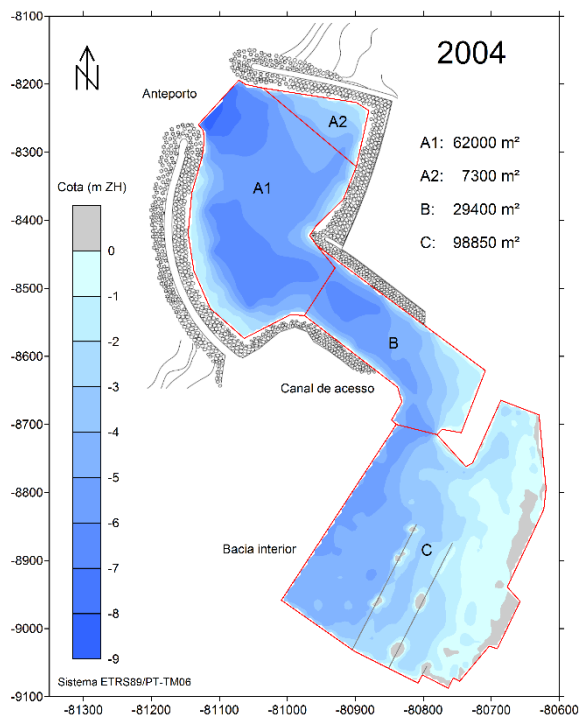 2004
N
Anteporto
A2
A1: 62000 m²
A2: 7300 m²
B: 29400 m²
C: 98850 m²
A1
Cota (m ZH)
0
-1
-2
-3
-4
-5
-6
-7
-8
-9
B
Canal de acesso
Bacia interior
C
Sistema ETRS89/PT-TM06
-8100
-8200
-8300
-8400
-8500
-8600
-8700
-8800
-8900
-9000
-9100
-81300 -81200 -81100 -81000 -80900 -80800 -80700 -80600